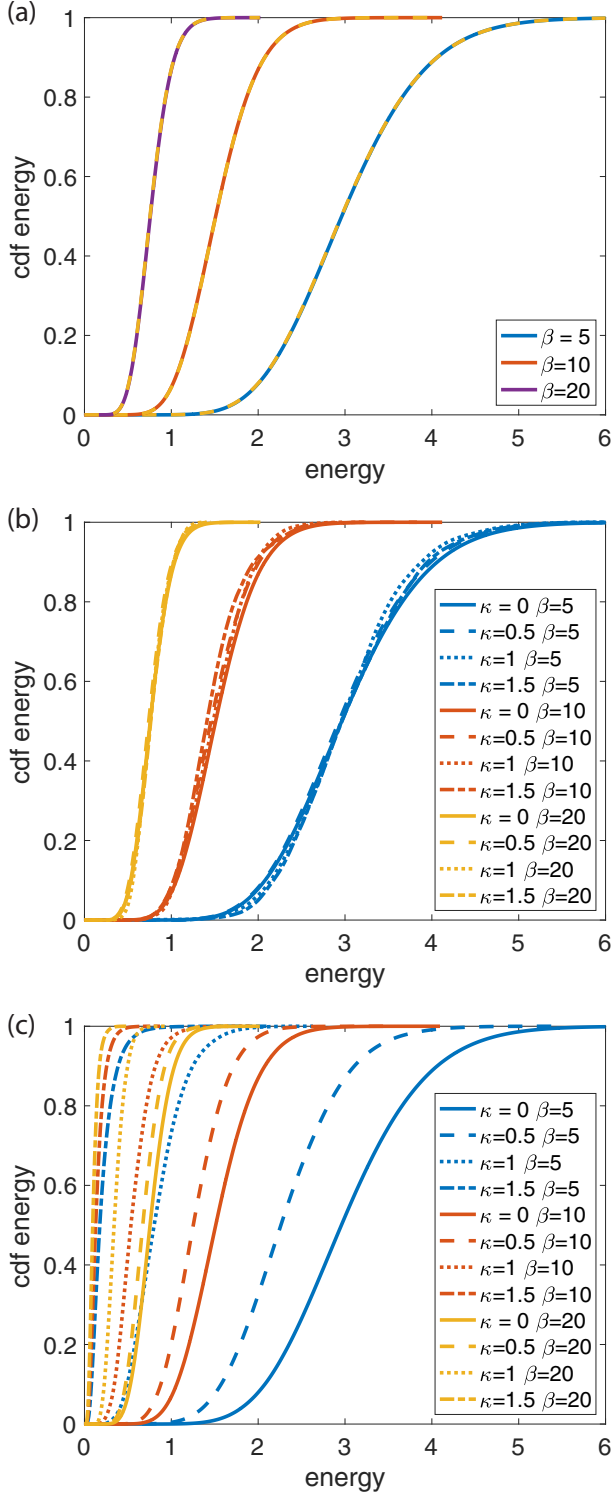 (a)
1
0.8
0.6
0.4
0.2
0
cdf energy
β = 5
β=10
β=20
0 1 2 3 4 5 6
energy
(b)
1
0.8
0.6
0.4
0.2
0
cdf energy
κ = 0 β=5
κ=0.5 β=5
κ=1 β=5
κ=1.5 β=5
κ = 0 β=10
κ=0.5 β=10
κ=1 β=10
κ=1.5 β=10
κ = 0 β=20
κ=0.5 β=20
κ=1 β=20
κ=1.5 β=20
0 1 2 3 4 5 6
energy
(c)
1
0.8
0.6
0.4
0.2
0
cdf energy
κ = 0 β=5
κ=0.5 β=5
κ=1 β=5
κ=1.5 β=5
κ = 0 β=10
κ=0.5 β=10
κ=1 β=10
κ=1.5 β=10
κ = 0 β=20
κ=0.5 β=20
κ=1 β=20
κ=1.5 β=20
0 1 2 3 4 5 6
energy